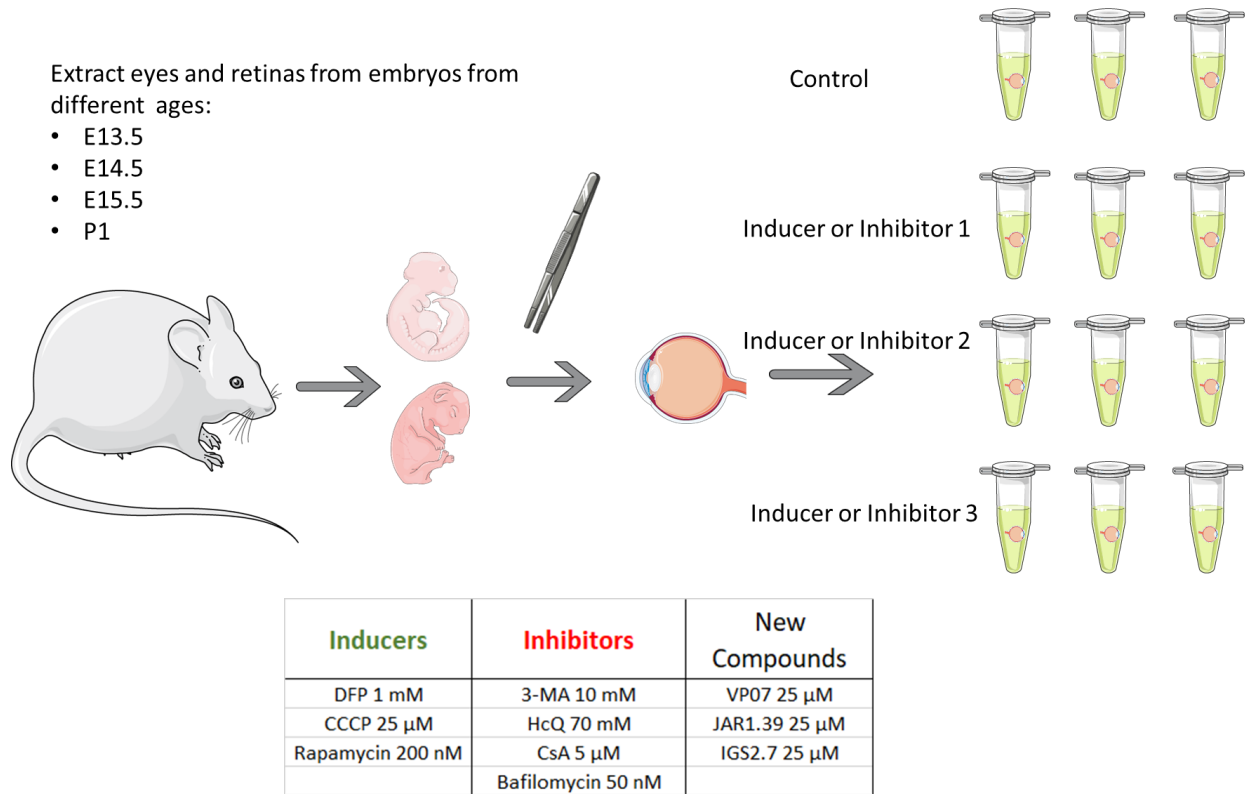 Extract eyes and retinas from embryos from
different ages:
• E13.5
• E14.5
• E15.5
• P1
Control
Inducer or Inhibitor 1
Inducer or Inhibitor 2
Inducer or Inhibitor 3
Inducers Inhibitors New Compounds
DFP 1 mM 3-MA 10 mM VP07 25 µM
CCCP 25 µM HcQ 70 mM JAR1.39 25 µM
Rapamycin 200 nM CsA 5 µM IGS2.7 25 µM
Bafilomycin 50 nM